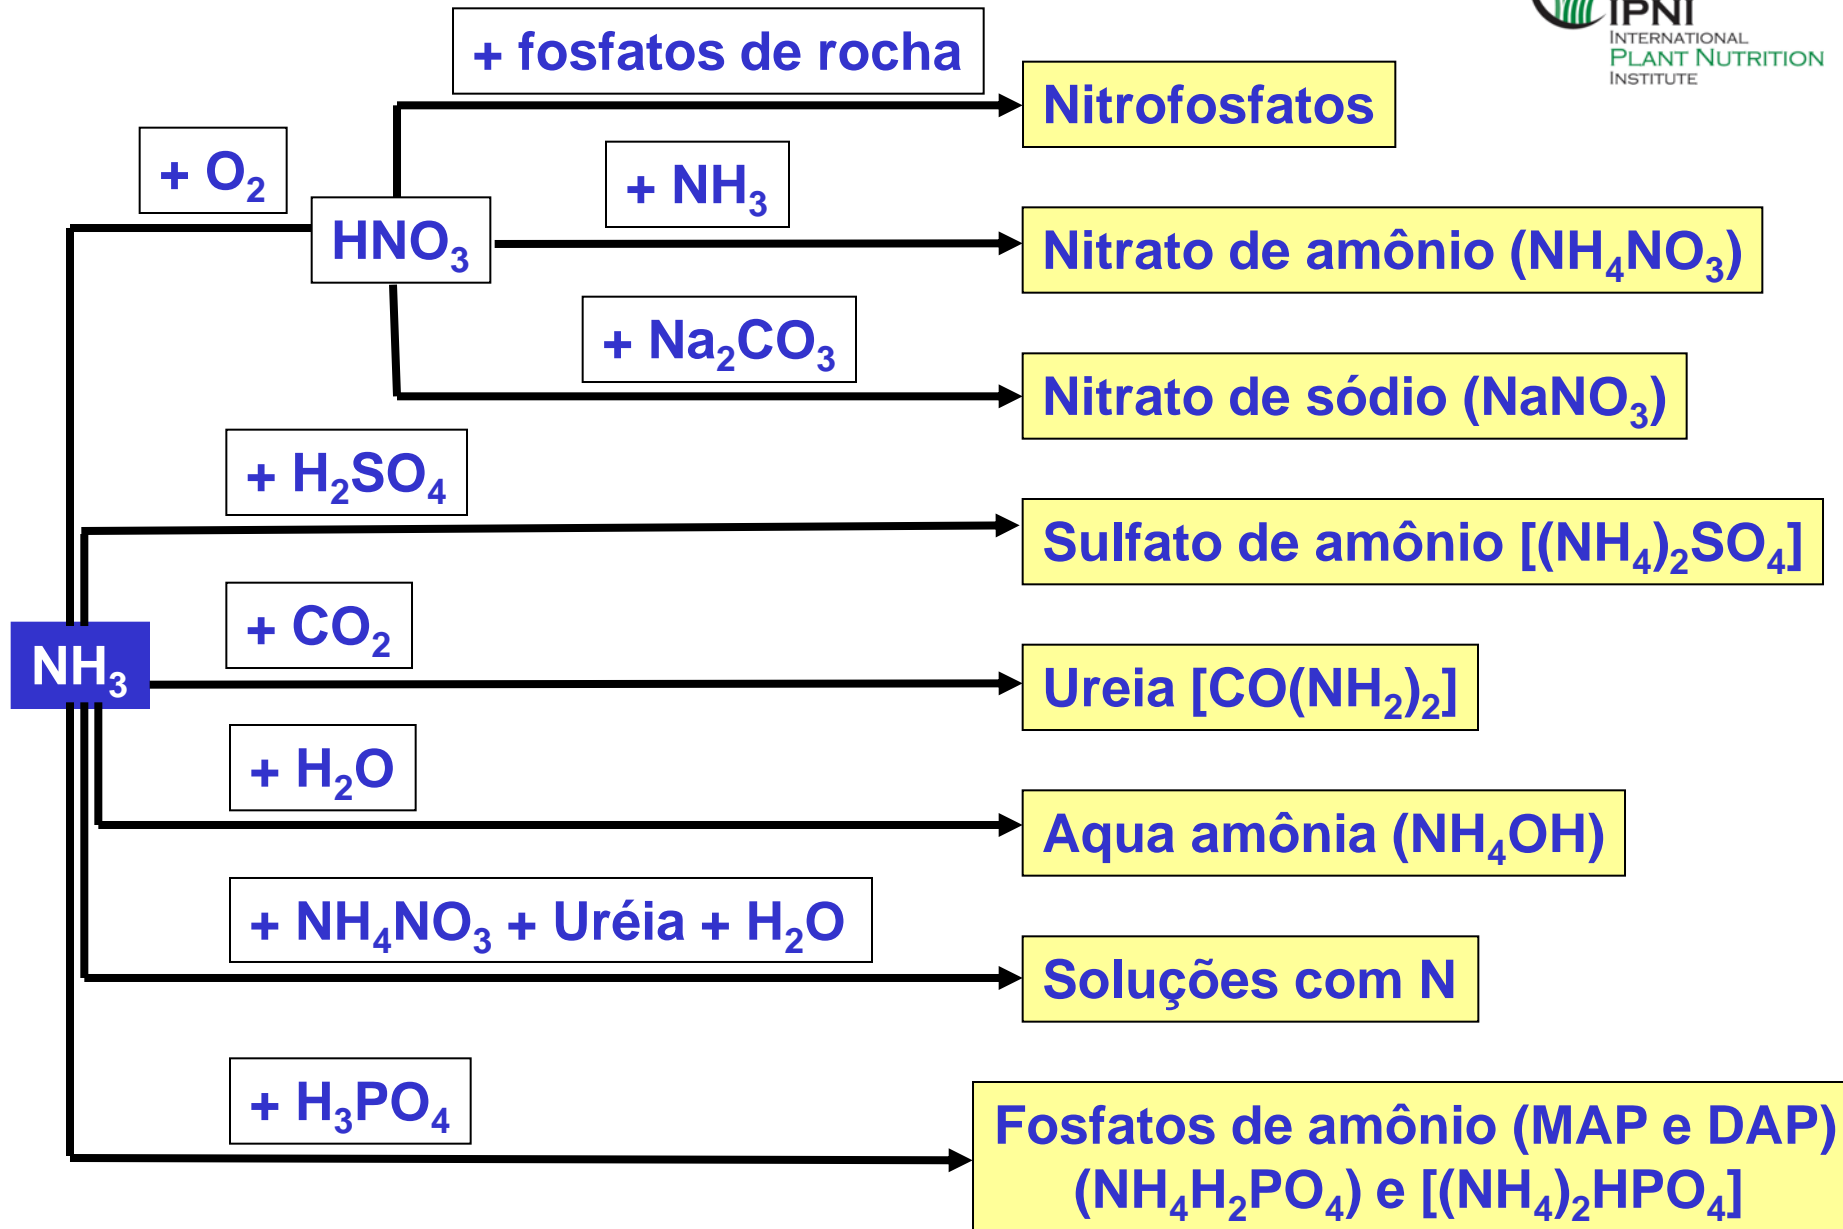 IPNI
INTERNATIONAL
PLANT NUTRITION
INSTITUTE
+ fosfatos de rocha
Nitrofosfatos
+ O₂
+ NH₃
HNO₃
Nitrato de amônio (NH₄NO₃)
+ Na₂CO₃
Nitrato de sódio (NaNO₃)
+ H₂SO₄
Sulfato de amônio [(NH₄)₂SO₄]
+ CO₂
NH₃
Ureia [CO(NH₂)₂]
+ H₂O
Aqua amônia (NH₄OH)
+ NH₄NO₃ + Uréia + H₂O
Soluções com N
+ H₃PO₄
Fosfatos de amônio (MAP e DAP)
(NH₄H₂PO₄) e [(NH₄)₂HPO₄]